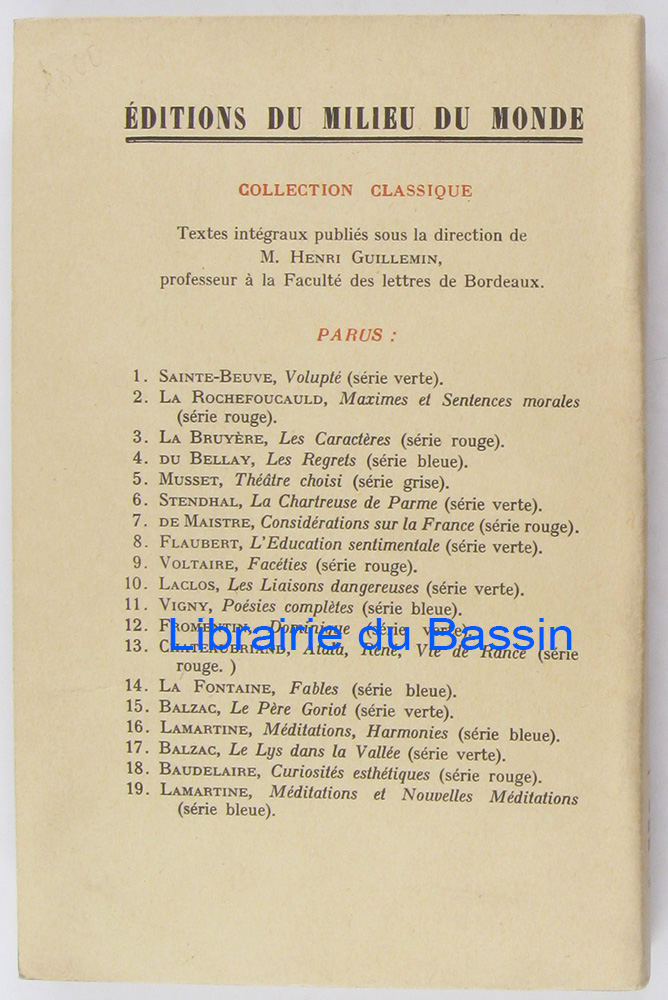 ÉDITIONS DU MILIEU DU MONDE
COLLECTION CLASSIQUE
Textes intégraux publiés sous la direction de
M. HENRI GUILLEMIN,
professeur à la Faculté des lettres de Bordeaux.
PARUS :
1. SAINTE-BEUVE, Volupté (série verte).
2. LA ROCHEFOUCAULD, Maximes et Sentences morales
(série rouge).
3. LA BRUYÈRE, Les Caractères (série rouge).
4. DU BELLAY, Les Regrets (série bleue).
5. MUSSET, Théâtre choisi (série grise).
6. STENDHAL, La Chartreuse de Parme (série verte).
7. DE MAISTRE, Considérations sur la France (série rouge).
8. FLAUBERT, L'Education sentimentale (série verte).
9. VOLTAIRE, Facéties (série rouge).
10. LACLOS, Les Liaisons dangereuses (série verte).
11. VIGNY, Poésies complètes (série bleue).
12. FROMENTIN, Dominique (série verte).
Librairie du Bassin
13. CHATEAUBRIAND, Atala, René, Vie de Rancé (série
rouge. )
14. LA FONTAINE, Fables (série bleue).
15. BALZAC, Le Père Goriot (série verte).
16. LAMARTINE, Méditations, Harmonies (série bleue).
17. BALZAC, Le Lys dans la Vallée (série verte).
18. BAUDELAIRE, Curiosités esthétiques (série rouge).
19. LAMARTINE, Méditations et Nouvelles Méditations
(série bleue).